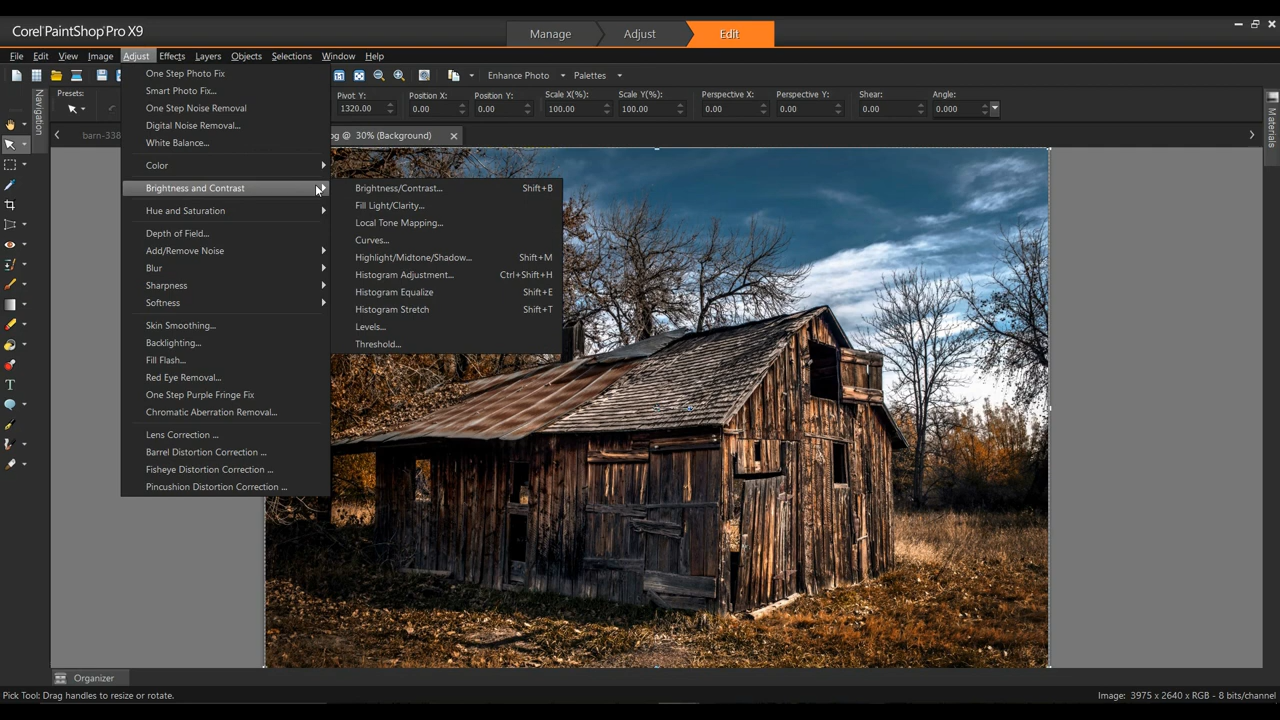 Corel® PaintShop® Pro X9
Manage
Adjust
Edit
File Edit View Image Adjust Effects Layers Objects Selections Window Help
Enhance Photo
Palettes
Presets:
Pivot Y:
1320.00
Position X:
0.00
Position Y:
0.00
Scale X(%):
100.00
Scale Y(%):
100.00
Perspective X:
0.00
Perspective Y:
0.00
Shear:
0.00
Angle:
0.000
Navigation
Materials
barn-338
@ 30% (Background)
One Step Photo Fix
Smart Photo Fix...
One Step Noise Removal
Digital Noise Removal...
White Balance...
Color
Brightness and Contrast
Hue and Saturation
Depth of Field...
Add/Remove Noise
Blur
Sharpness
Softness
Skin Smoothing...
Backlighting...
Fill Flash...
Red Eye Removal...
One Step Purple Fringe Fix
Chromatic Aberration Removal...
Lens Correction ...
Barrel Distortion Correction ...
Fisheye Distortion Correction ...
Pincushion Distortion Correction ...
Brightness/Contrast... Shift+B
Fill Light/Clarity...
Local Tone Mapping...
Curves...
Highlight/Midtone/Shadow... Shift+M
Histogram Adjustment... Ctrl+Shift+H
Histogram Equalize Shift+E
Histogram Stretch Shift+T
Levels...
Threshold...
Organizer
Pick Tool: Drag handles to resize or rotate.
Image: 3975 x 2640 x RGB - 8 bits/channel